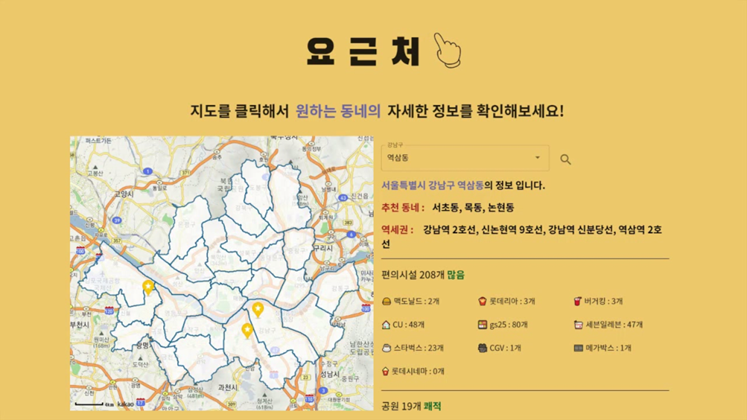 요근처
지도를 클릭해서 원하는 동네의 자세한 정보를 확인해보세요!
강남구
역삼동
서울특별시 강남구 역삼동의 정보 입니다.
추천 동네 : 서초동, 목동, 논현동
역세권 : 강남역 2호선, 신논현역 9호선, 강남역 신분당선, 역삼역 2호
선
편의시설 208개 많음
맥도날드 : 2개 롯데리아 : 3개 버거킹 : 3개
CU : 48개 gs25 : 80개 세븐일레븐 : 47개
스타벅스 : 23개 CGV : 1개 메가박스 : 1개
롯데시네마 : 0개
공원 19개 쾌적
고양시
구리시
부천시
광명
과천시
성남시
kakao